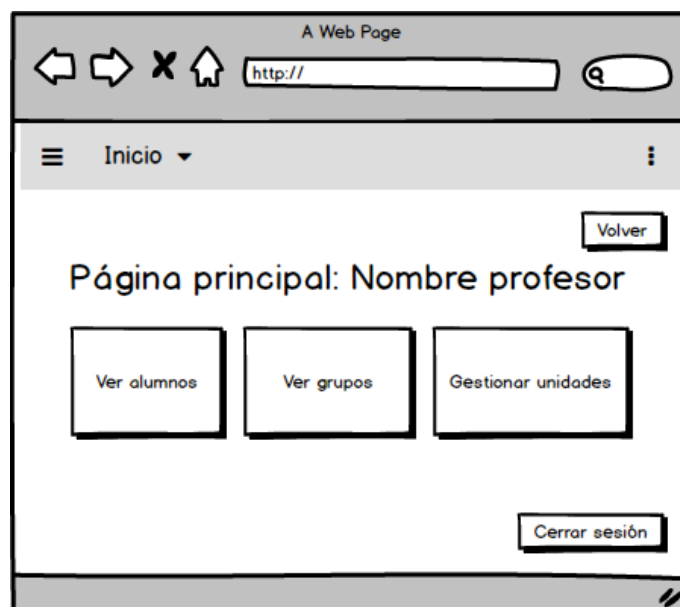 A Web Page
http://
Inicio
Volver
Página principal: Nombre profesor
Ver alumnos
Ver grupos
Gestionar unidades
Cerrar sesión